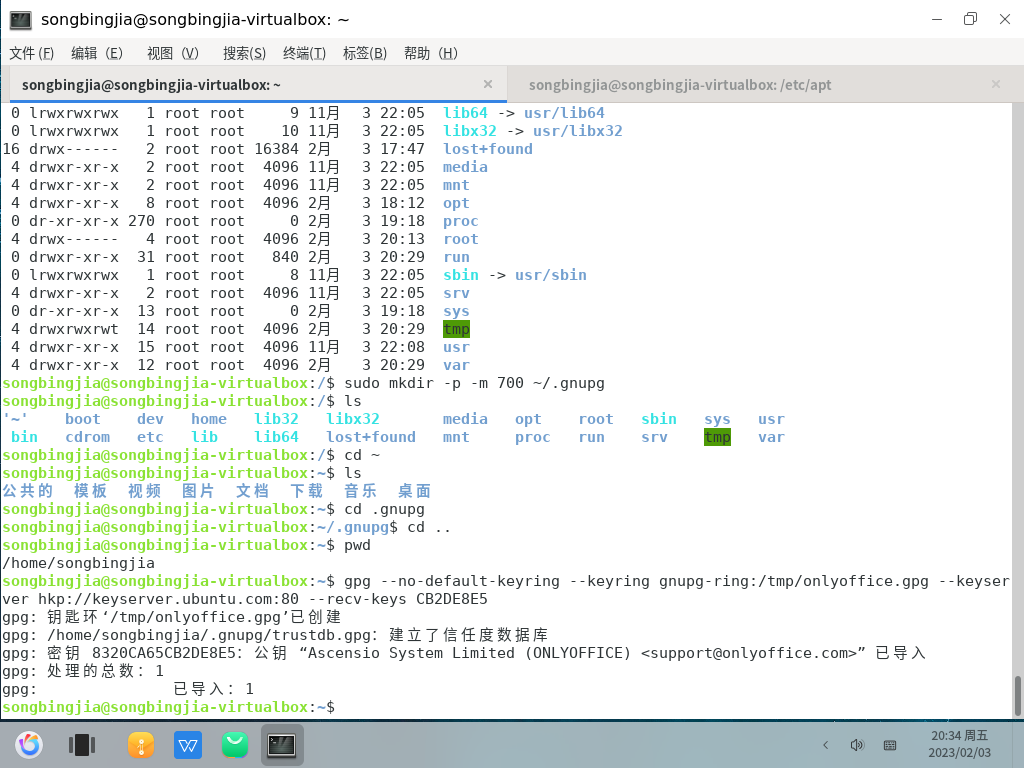 songbingjia@songbingjia-virtualbox: ~
文件(F) 编辑(E) 视图(V) 搜索(S) 终端(T) 标签(B) 帮助(H)
songbingjia@songbingjia-virtualbox: ~ × songbingjia@songbingjia-virtualbox: /etc/apt ×
0 lrwxrwxrwx 1 root root 9 11月 3 22:05 lib64 -> usr/lib64
0 lrwxrwxrwx 1 root root 10 11月 3 22:05 libx32 -> usr/libx32
16 drwx------ 2 root root 16384 2月 3 17:47 lost+found
4 drwxr-xr-x 2 root root 4096 11月 3 22:05 media
4 drwxr-xr-x 2 root root 4096 11月 3 22:05 mnt
4 drwxr-xr-x 8 root root 4096 2月 3 18:12 opt
0 dr-xr-xr-x 270 root root 0 2月 3 19:18 proc
4 drwx------ 4 root root 4096 2月 3 20:13 root
0 drwxr-xr-x 31 root root 840 2月 3 20:29 run
0 lrwxrwxrwx 1 root root 8 11月 3 22:05 sbin -> usr/sbin
4 drwxr-xr-x 2 root root 4096 11月 3 22:05 srv
0 dr-xr-xr-x 13 root root 0 2月 3 19:18 sys
4 drwxrwxrwt 14 root root 4096 2月 3 20:29 tmp
4 drwxr-xr-x 15 root root 4096 11月 3 22:08 usr
4 drwxr-xr-x 12 root root 4096 2月 3 20:29 var
songbingjia@songbingjia-virtualbox:/$ sudo mkdir -p -m 700 ~/.gnupg
songbingjia@songbingjia-virtualbox:/$ ls
'~' boot dev home lib32 libx32 media opt root sbin sys usr
bin cdrom etc lib lib64 lost+found mnt proc run srv tmp var
songbingjia@songbingjia-virtualbox:/$ cd ~
songbingjia@songbingjia-virtualbox:~$ ls
公共的 模板 视频 图片 文档 下载 音乐 桌面
songbingjia@songbingjia-virtualbox:~$ cd .gnupg
songbingjia@songbingjia-virtualbox:~/.gnupg$ cd ..
songbingjia@songbingjia-virtualbox:~$ pwd
/home/songbingjia
songbingjia@songbingjia-virtualbox:~$ gpg --no-default-keyring --keyring gnupg-ring:/tmp/onlyoffice.gpg --keyser
ver hkp://keyserver.ubuntu.com:80 --recv-keys CB2DE8E5
gpg: 钥匙环‘/tmp/onlyoffice.gpg’已创建
gpg: /home/songbingjia/.gnupg/trustdb.gpg：建立了信任度数据库
gpg: 密钥 8320CA65CB2DE8E5：公钥 “Ascensio System Limited (ONLYOFFICE) <support@onlyoffice.com>” 已导入
gpg: 处理的总数：1
gpg: 已导入：1
songbingjia@songbingjia-virtualbox:~$
20:34 周五
2023/02/03